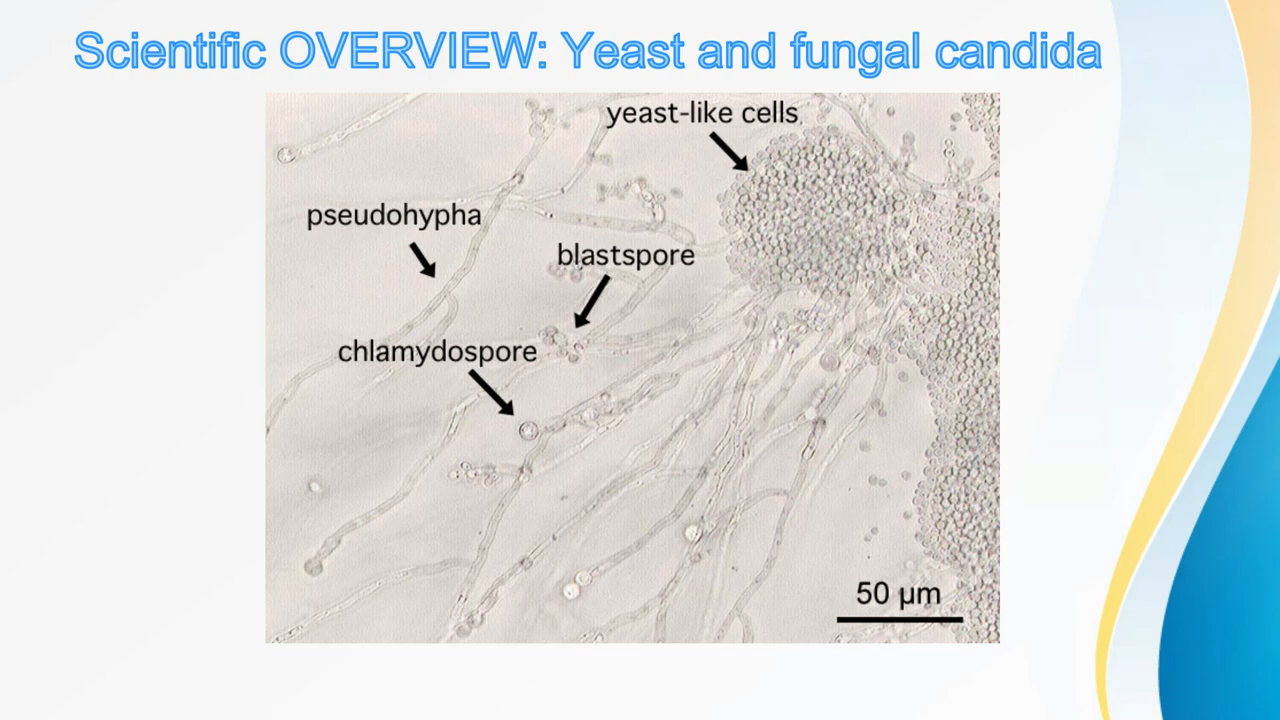 Scientific OVERVIEW: Yeast and fungal candida
yeast-like cells
pseudohypha
blastspore
chlamydospore
50 µm